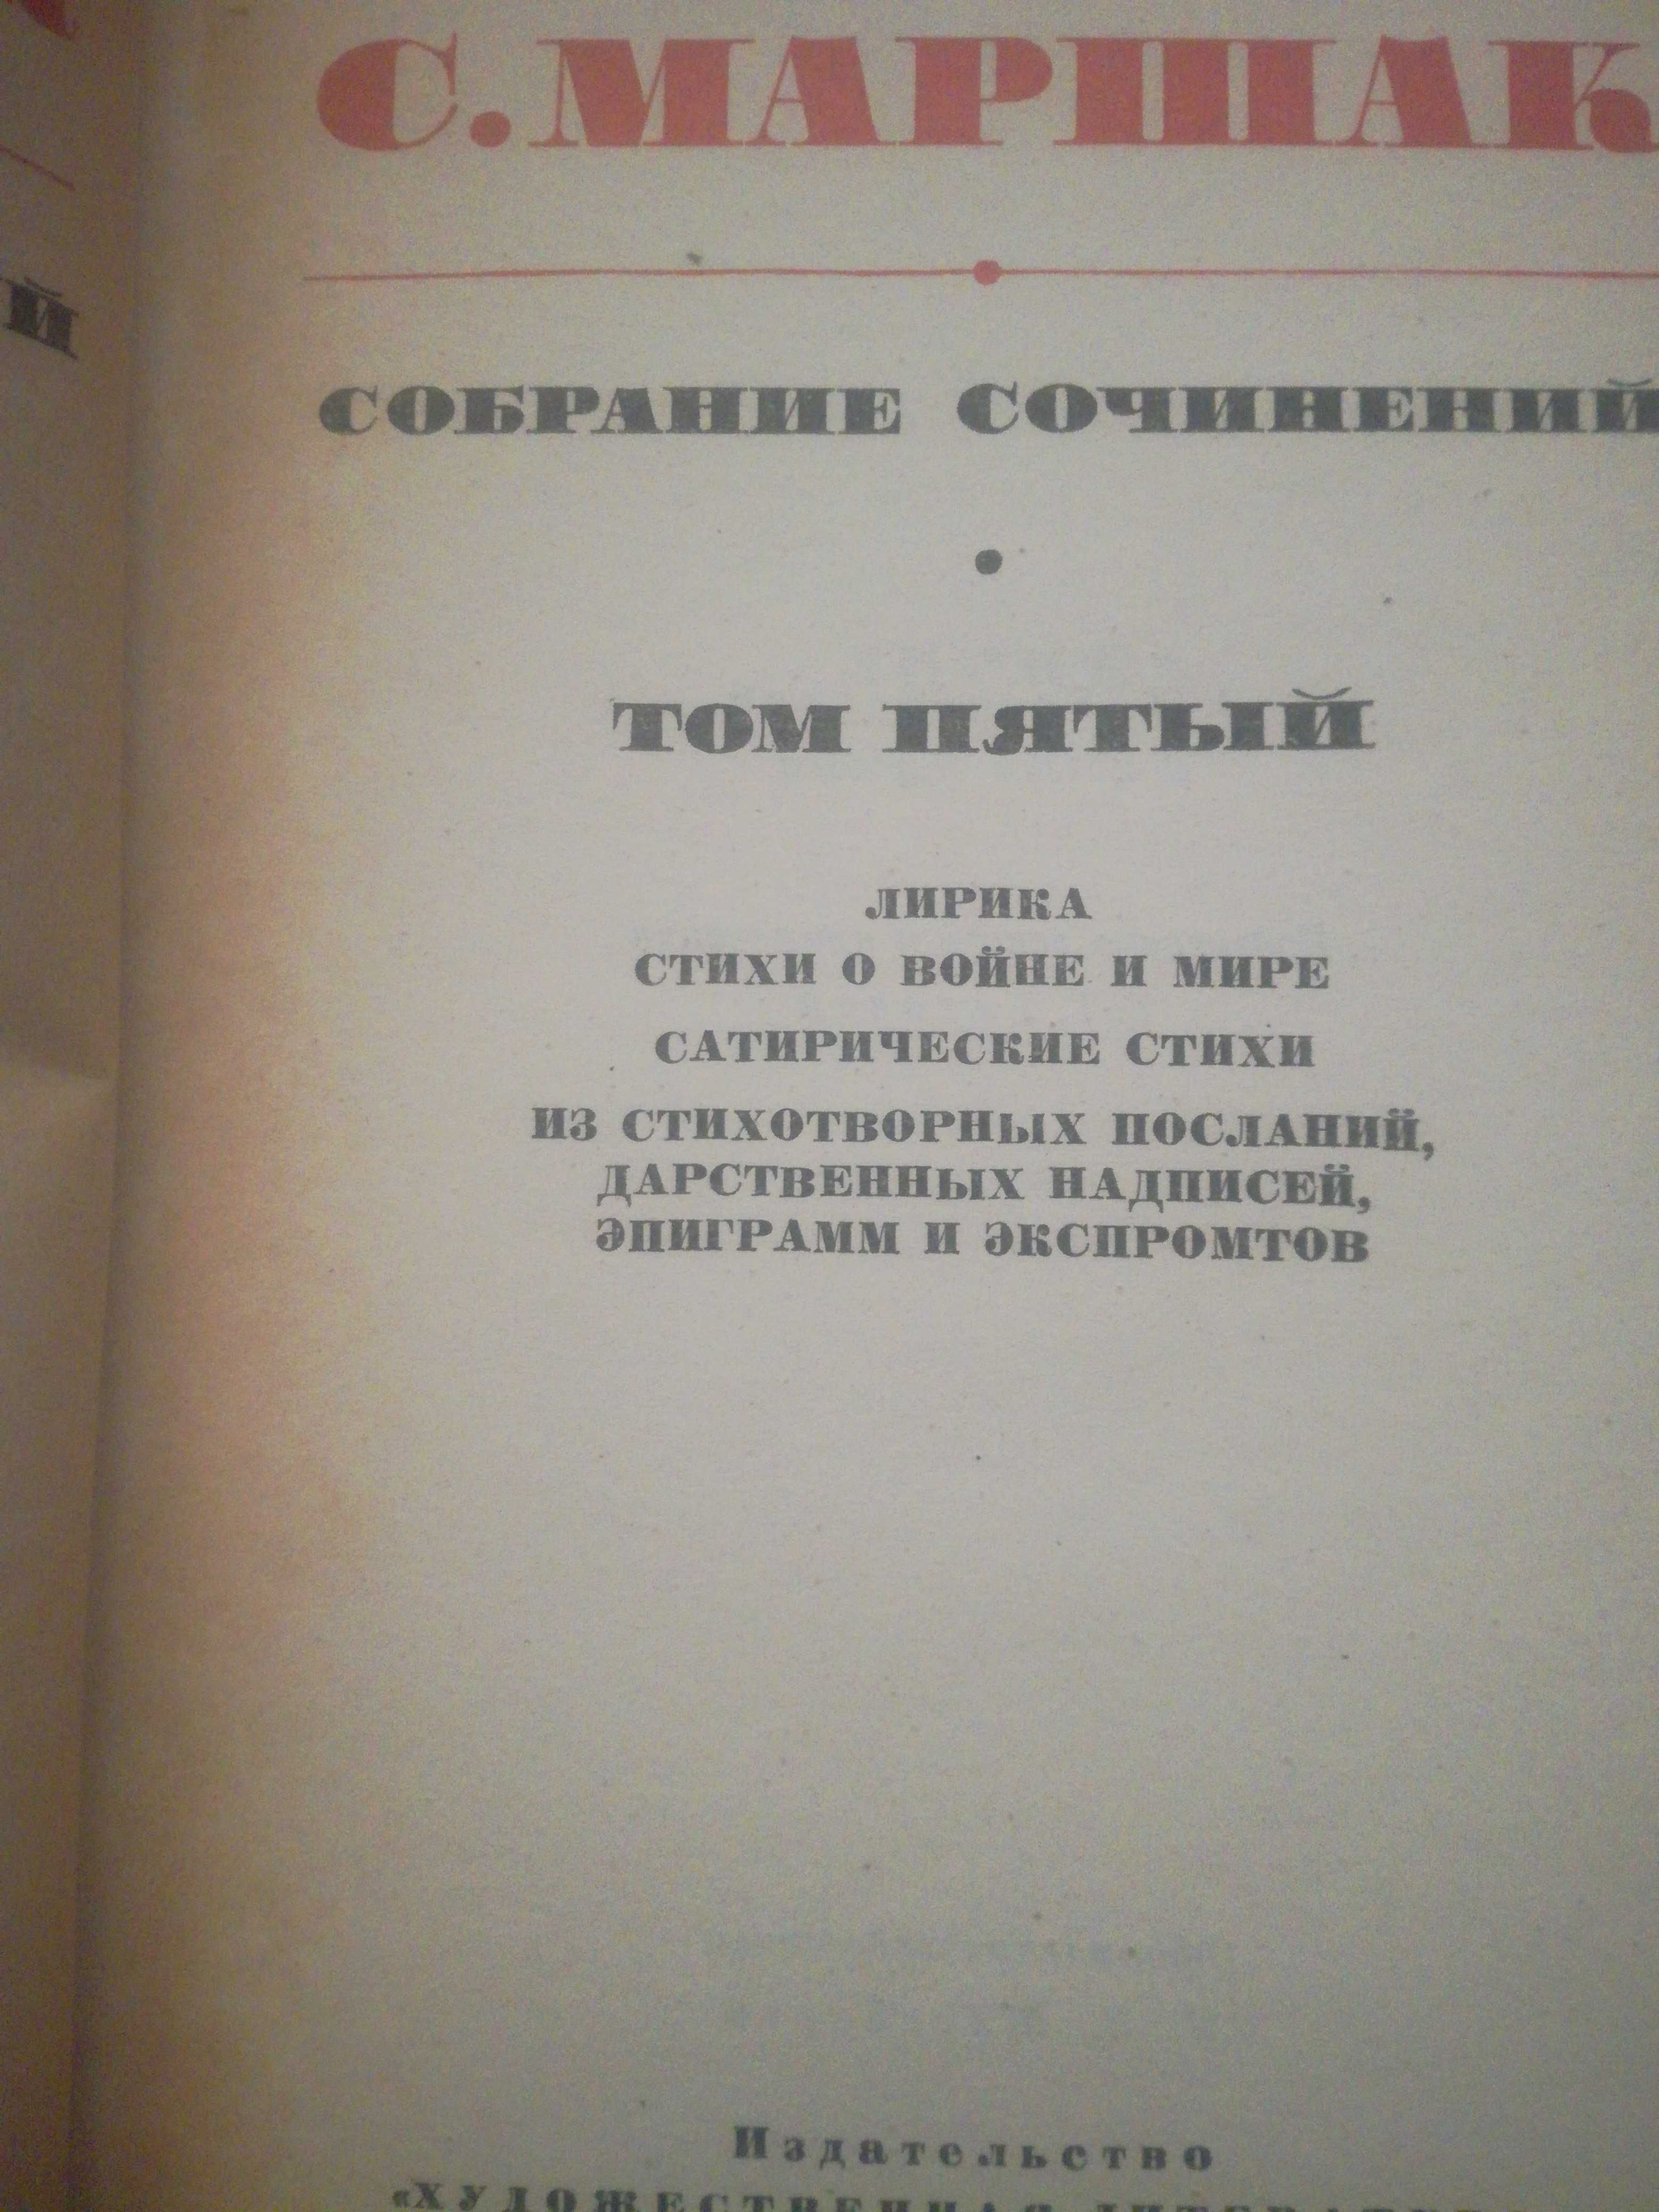 С. МАРШАК
СОБРАНИЕ СОЧИНЕНИЙ
ТОМ ПЯТЫЙ
ЛИРИКА
СТИХИ О ВОЙНЕ И МИРЕ
САТИРИЧЕСКИЕ СТИХИ
ИЗ СТИХОТВОРНЫХ ПОСЛАНИЙ,
ДАРСТВЕННЫХ НАДПИСЕЙ,
ЭПИГРАММ И ЭКСПРОМТОВ
Издательство
«ХУДОЖЕСТВЕННАЯ